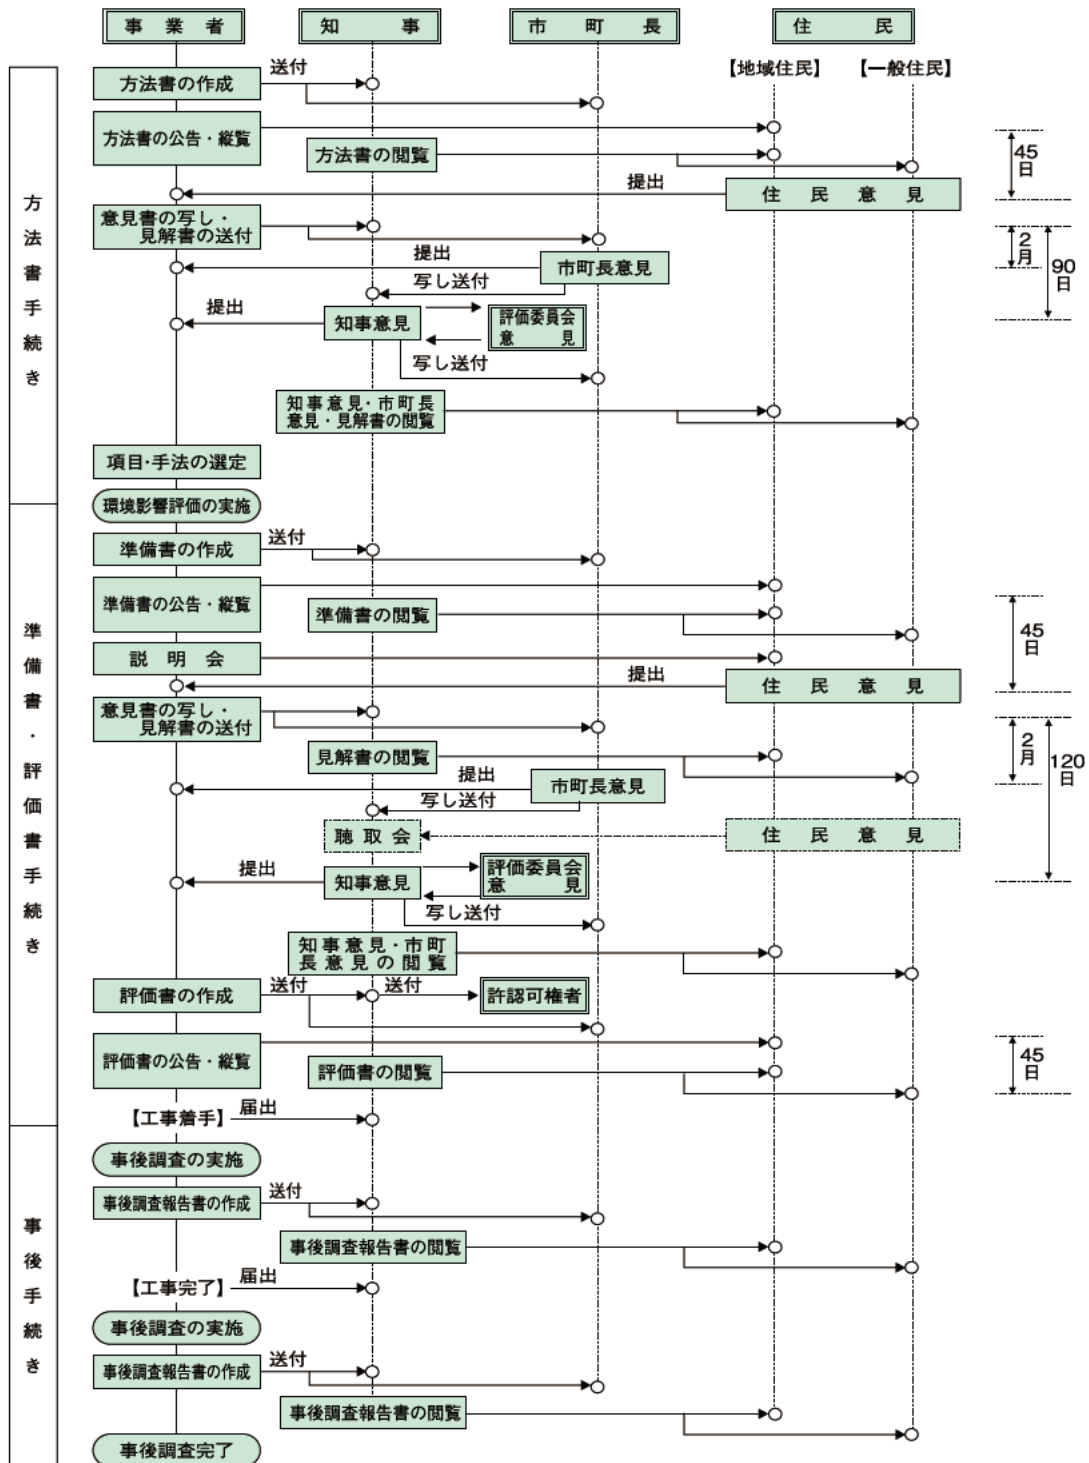 事業者
知事
市町長
住民
【地域住民】
【一般住民】
方法書手続き
方法書の作成
送付
方法書の公告・縦覧
方法書の閲覧
45日
提出
住民意見
意見書の写し・
見解書の送付
2月
90日
提出
市町長意見
写し送付
提出
知事意見
評価委員会
意見
写し送付
知事意見・市町長
意見・見解書の閲覧
項目・手法の選定
環境影響評価の実施
準備書・評価書手続き
準備書の作成
送付
準備書の公告・縦覧
準備書の閲覧
45日
説明会
提出
住民意見
意見書の写し・
見解書の送付
2月
120日
見解書の閲覧
提出
市町長意見
写し送付
聴取会
住民意見
提出
知事意見
評価委員会
意見
写し送付
知事意見・市町
長意見の閲覧
評価書の作成
送付
送付
許認可権者
評価書の公告・縦覧
評価書の閲覧
45日
【工事着手】
届出
事後手続き
事後調査の実施
事後調査報告書の作成
送付
事後調査報告書の閲覧
【工事完了】
届出
事後調査の実施
事後調査報告書の作成
送付
事後調査報告書の閲覧
事後調査完了